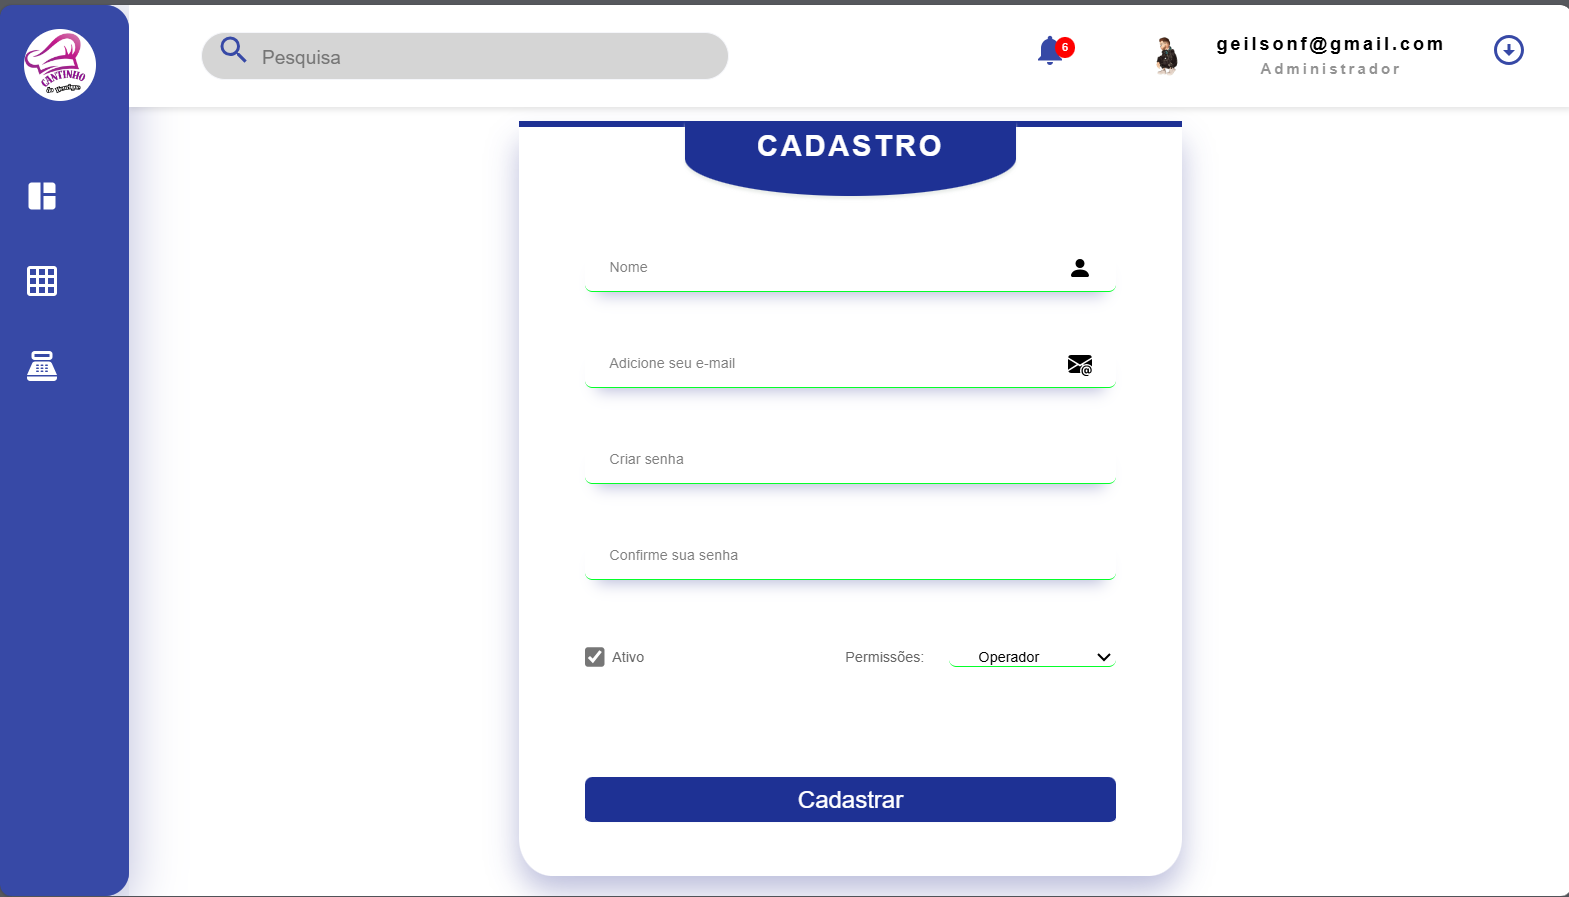 CANTINHO
Pesquisa
6
geilsonf@gmail.com
Administrador
CADASTRO
Nome
Adicione seu e-mail
Criar senha
Confirme sua senha
Ativo
Permissões:
Operador
Cadastrar